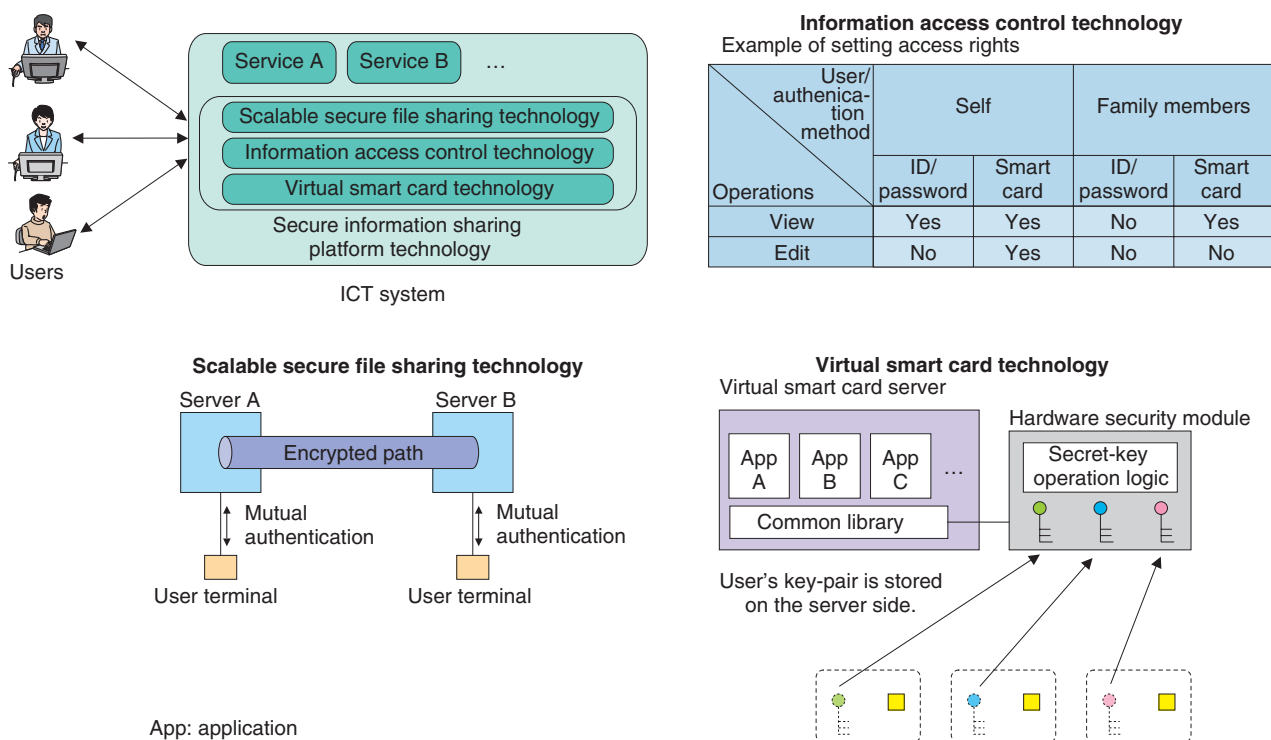 Service A
Service B
…
Scalable secure file sharing technology
Information access control technology
Virtual smart card technology
Secure information sharing
platform technology
Users
ICT system
Information access control technology
Example of setting access rights
User/
authenica-
tion
method
Operations
Self
Family members
ID/
password
Smart
card
ID/
password
Smart
card
View
Yes
Yes
No
Yes
Edit
No
Yes
No
No
Scalable secure file sharing technology
Server A
Server B
Encrypted path
Mutual
authentication
Mutual
authentication
User terminal
User terminal
App: application
Virtual smart card technology
Virtual smart card server
Hardware security module
App
A
App
B
App
C
…
Common library
Secret-key
operation logic
User’s key-pair is stored
on the server side.